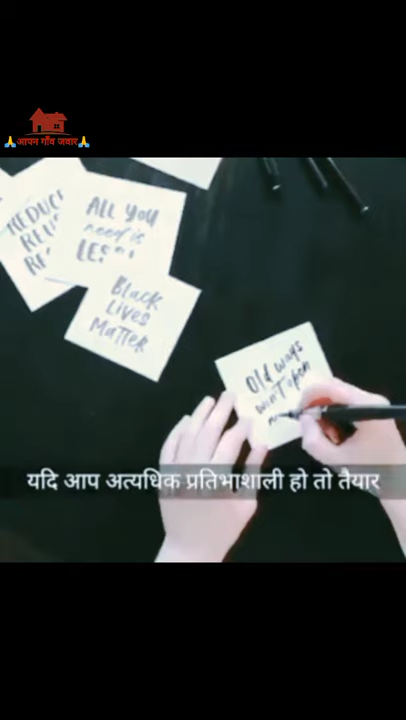 🙏आपन गाँव जवार🙏
REDUC
ALL You
need is
LESS
Black
Lives
Matter
Old ways
won't open
यदि आप अत्यधिक प्रतिभाशाली हो तो तैयार